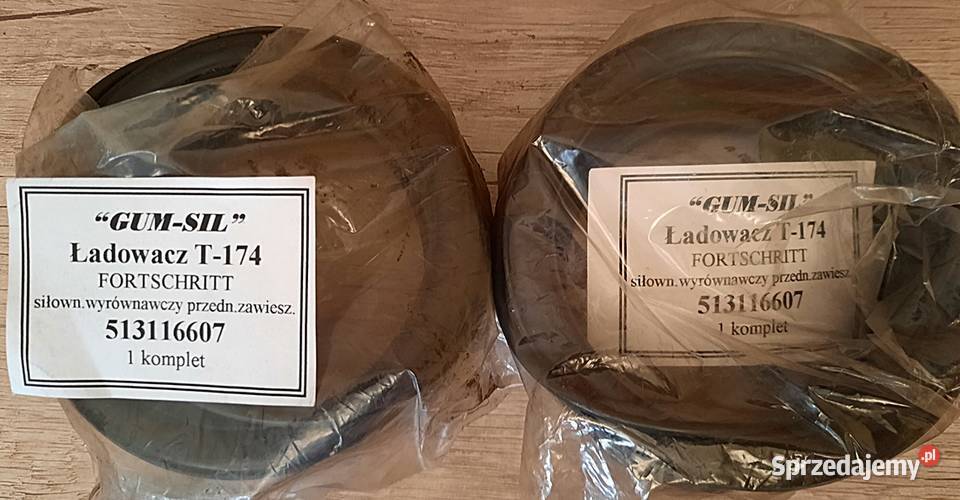 “GUM-SIL”
Ładowacz T-174
FORTSCHRITT
siłown.wyrównawczy przedn.zawiesz.
513116607
1 komplet
“GUM-SIL”
Ładowacz T-174
FORTSCHRITT
siłown.wyrównawczy przedn.zawiesz.
513116607
1 komplet
Sprzedajemy.pl